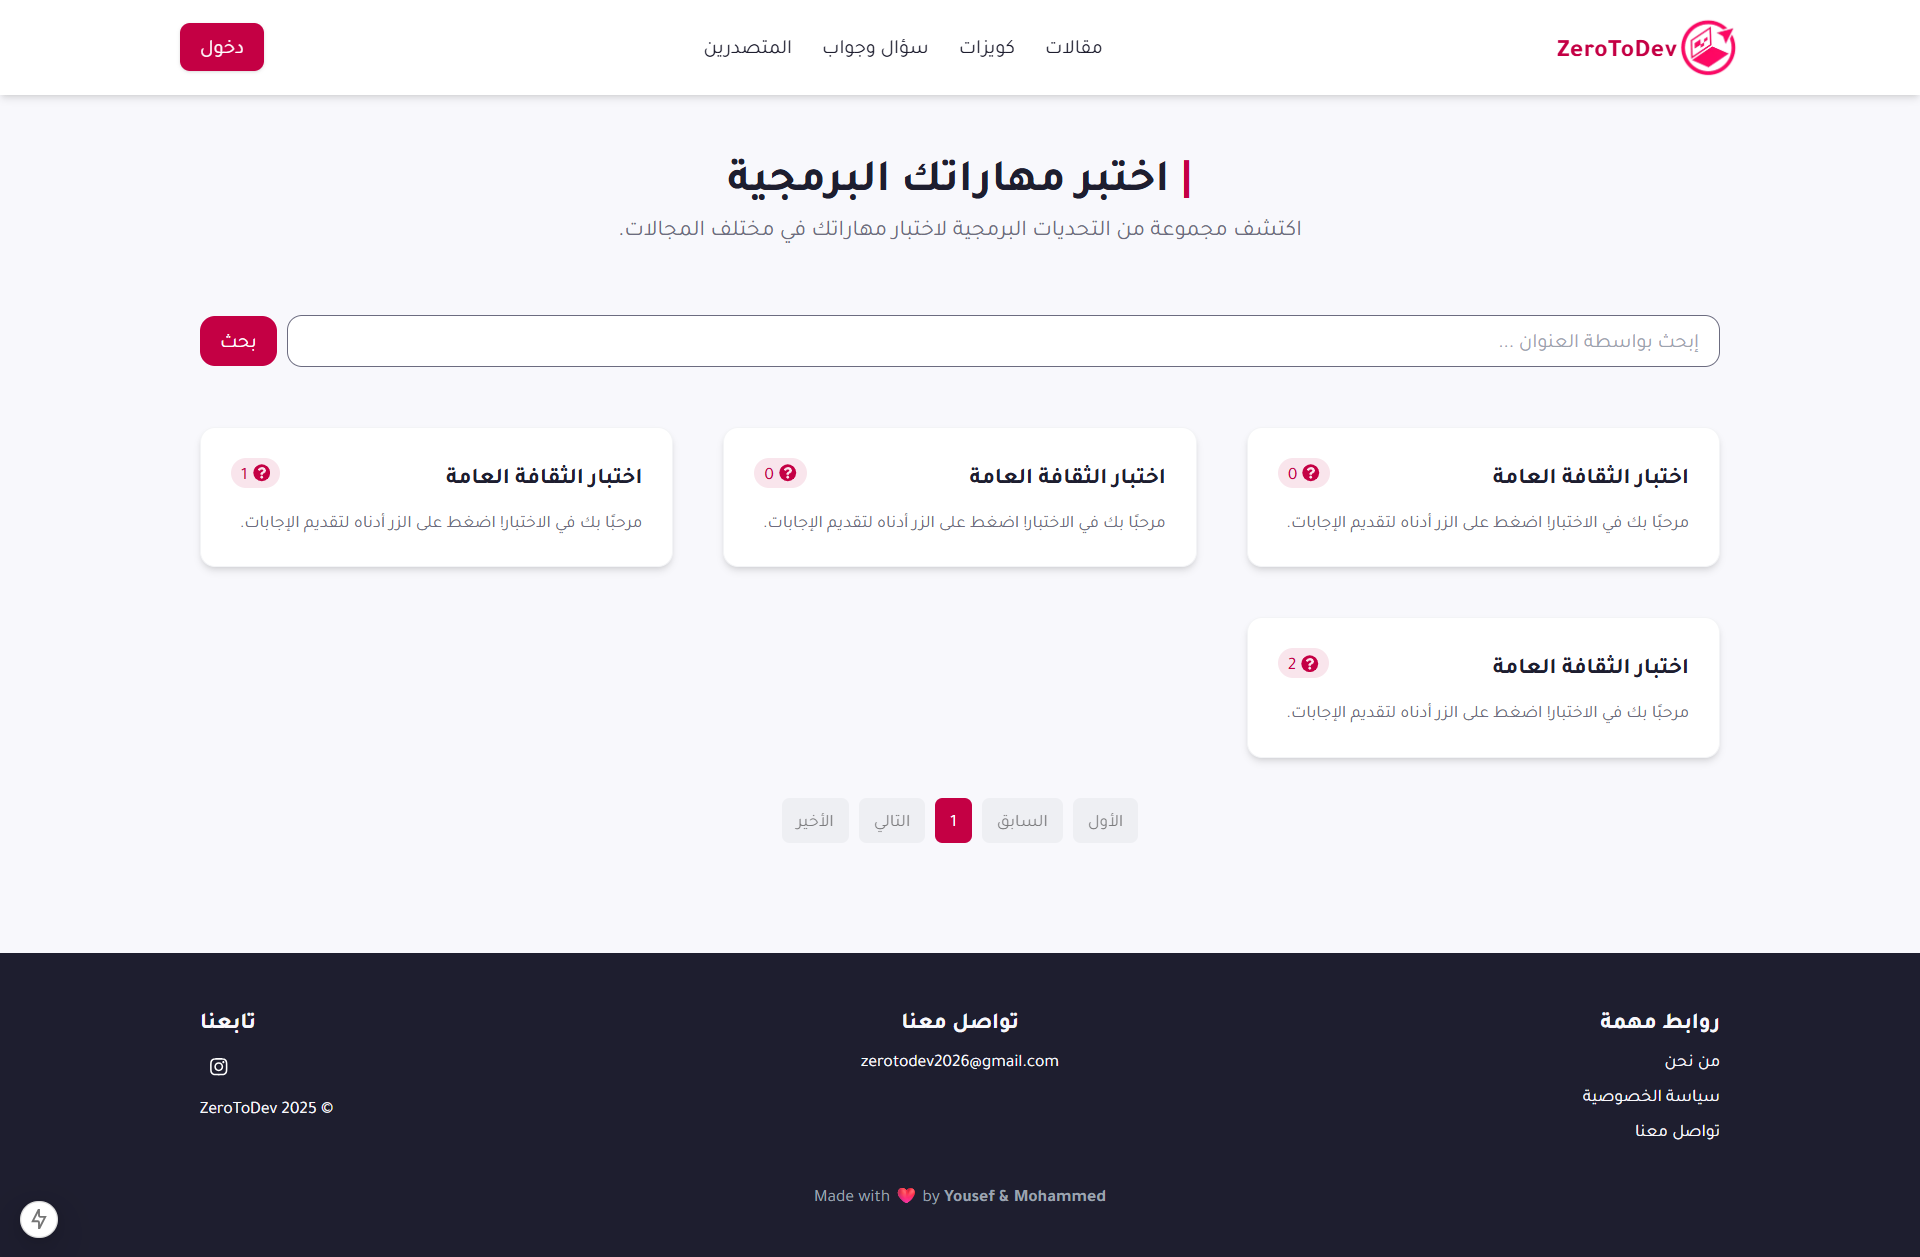 ZeroToDev
مقالات
كويزات
سؤال وجواب
المتصدرين
دخول
اختبر مهاراتك البرمجية
اكتشف مجموعة من التحديات البرمجية لاختبار مهاراتك في مختلف المجالات.
إبحث بواسطة العنوان ...
بحث
اختبار الثقافة العامة
0
مرحبًا بك في الاختبار! اضغط على الزر أدناه لتقديم الإجابات.
اختبار الثقافة العامة
0
مرحبًا بك في الاختبار! اضغط على الزر أدناه لتقديم الإجابات.
اختبار الثقافة العامة
1
مرحبًا بك في الاختبار! اضغط على الزر أدناه لتقديم الإجابات.
اختبار الثقافة العامة
2
مرحبًا بك في الاختبار! اضغط على الزر أدناه لتقديم الإجابات.
الأول
السابق
1
التالي
الأخير
روابط مهمة
من نحن
سياسة الخصوصية
تواصل معنا
تواصل معنا
zerotodev2026@gmail.com
تابعنا
ZeroToDev 2025 ©
Made with ❤️ by Yousef & Mohammed